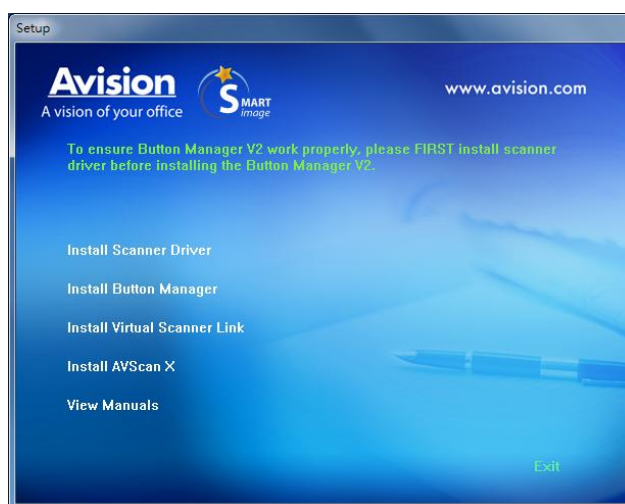 Setup
Avision
A vision of your office
SMART
image
www.avision.com
To ensure Button Manager V2 work properly, please FIRST install scanner
driver before installing the Button Manager V2.
Install Scanner Driver
Install Button Manager
Install Virtual Scanner Link
Install AVScan X
View Manuals
Exit